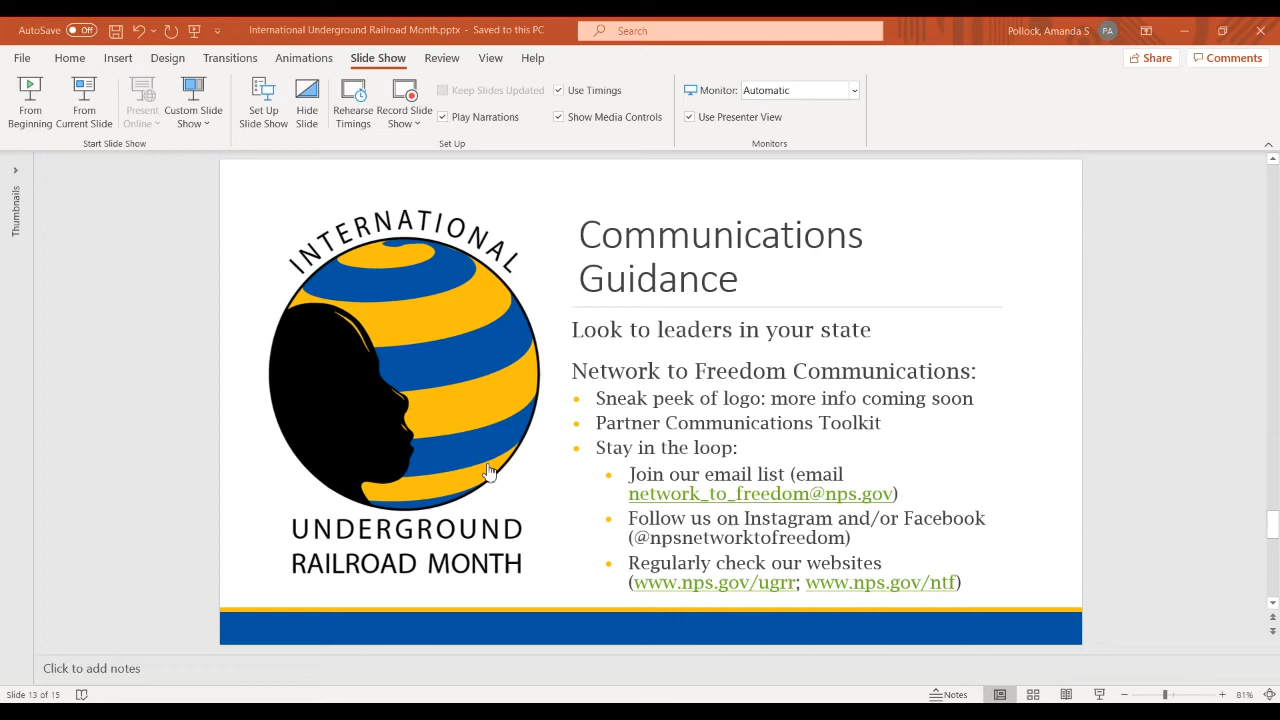 AutoSave Off
International Underground Railroad Month.pptx - Saved to this PC
Search
Pollock, Amanda S PA
File Home Insert Design Transitions Animations Slide Show Review View Help
Share Comments
From Beginning
From Current Slide
Present Online
Custom Slide Show
Start Slide Show
Set Up Slide Show
Hide Slide
Rehearse Timings
Record Slide Show
Keep Slides Updated
Use Timings
Play Narrations
Show Media Controls
Set Up
Monitor: Automatic
Use Presenter View
Monitors
Thumbnails
INTERNATIONAL
UNDERGROUND
RAILROAD MONTH
Communications
Guidance
Look to leaders in your state
Network to Freedom Communications:
• Sneak peek of logo: more info coming soon
• Partner Communications Toolkit
• Stay in the loop:
• Join our email list (email
network_to_freedom@nps.gov)
• Follow us on Instagram and/or Facebook
(@npsnetworktofreedom)
• Regularly check our websites
(www.nps.gov/ugrr; www.nps.gov/ntf)
Click to add notes
Slide 13 of 15
Notes
81%